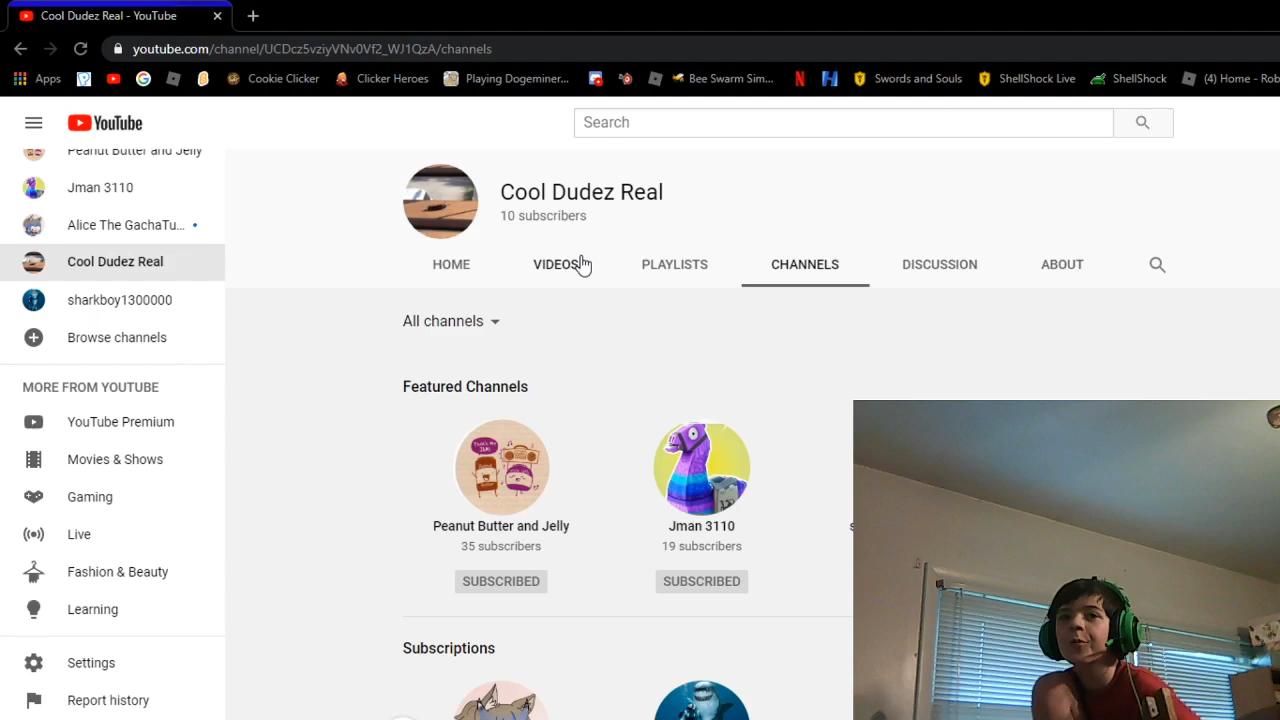 Cool Dudez Real - YouTube
youtube.com/channel/UCDcz5vziyVNv0Vf2_WJ1QzA/channels
Apps Cookie Clicker Clicker Heroes Playing Dogeminer... Bee Swarm Sim... Swords and Souls ShellShock Live ShellShock (4) Home - Rob
YouTube
Search
Peanut Butter and Jelly
Jman 3110
Alice The GachaTu...
Cool Dudez Real
sharkboy1300000
Browse channels
MORE FROM YOUTUBE
YouTube Premium
Movies & Shows
Gaming
Live
Fashion & Beauty
Learning
Settings
Report history
Cool Dudez Real
10 subscribers
HOME VIDEOS PLAYLISTS CHANNELS DISCUSSION ABOUT
All channels
Featured Channels
Peanut Butter and Jelly
35 subscribers
SUBSCRIBED
Jman 3110
19 subscribers
SUBSCRIBED
Subscriptions